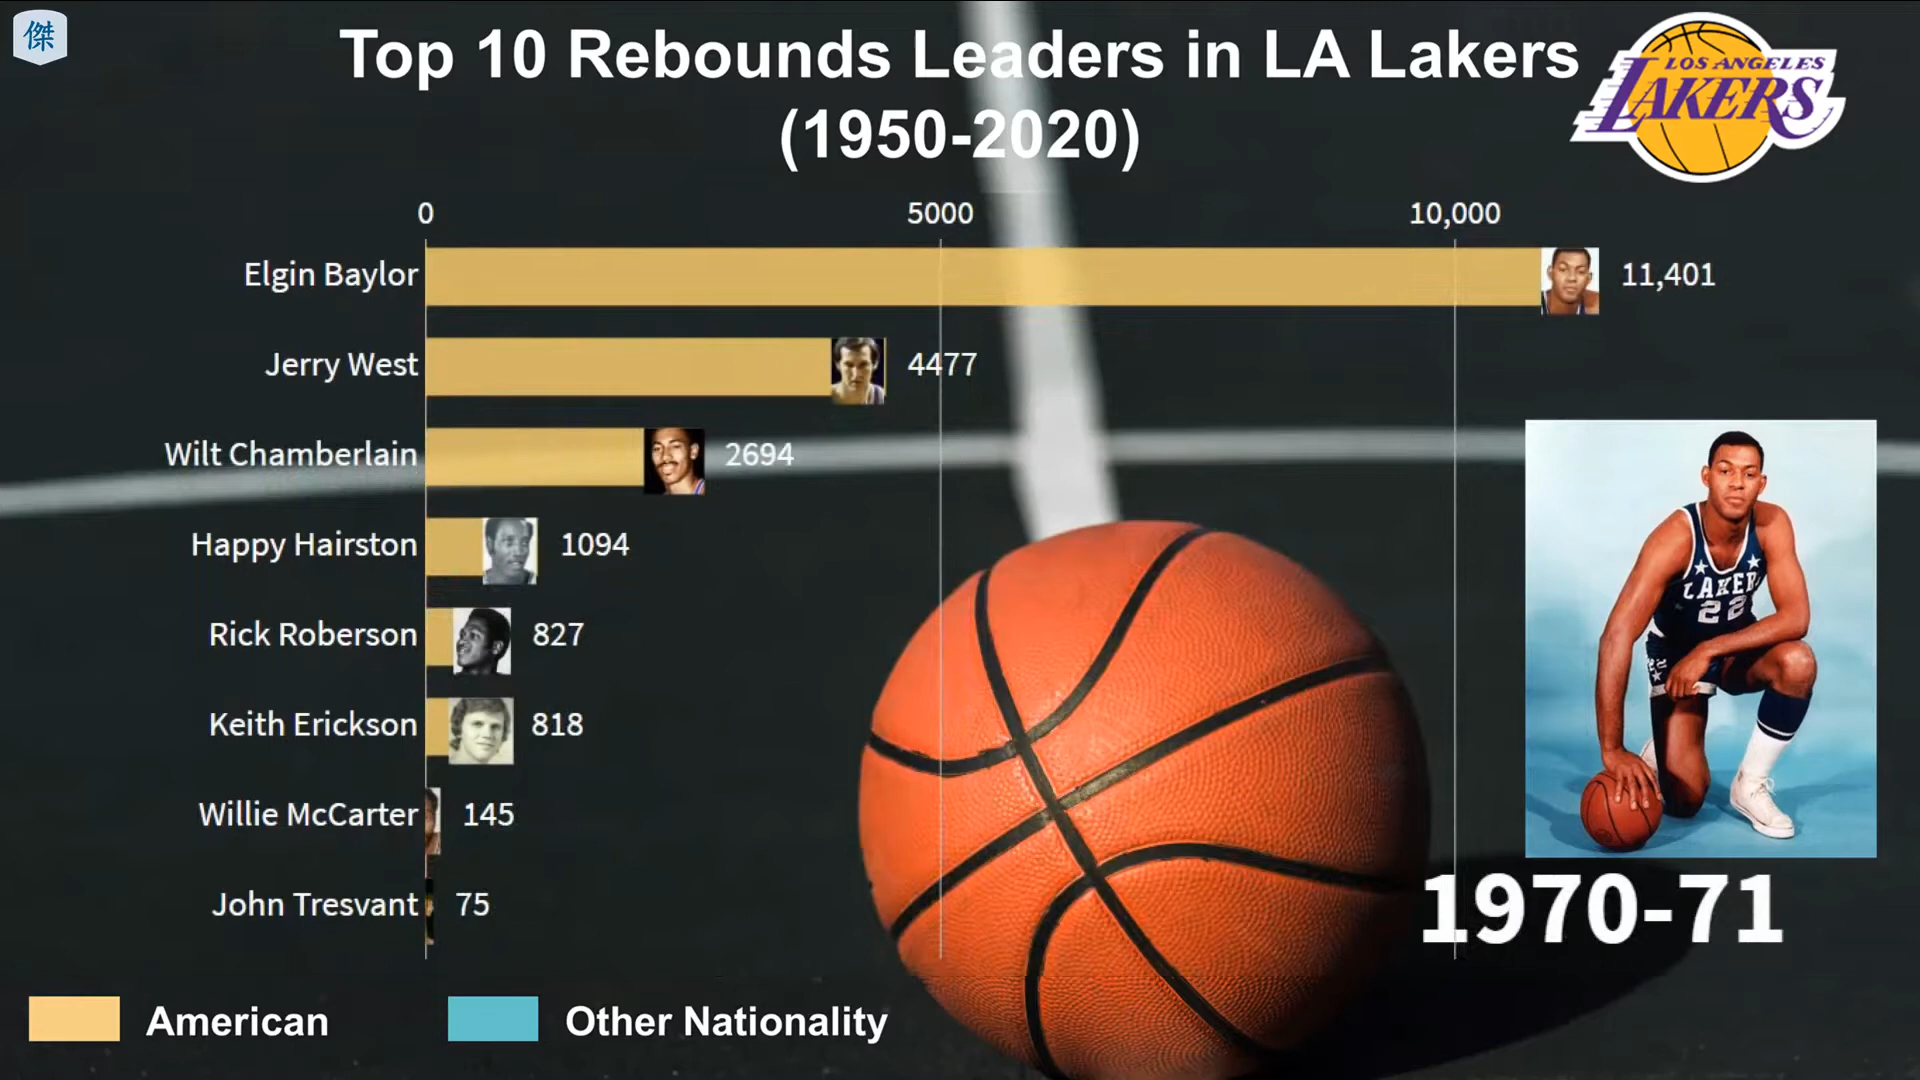 傑
Top 10 Rebounds Leaders in LA Lakers
(1950-2020)
LOS ANGELES
LAKERS
0 5000 10,000
Elgin Baylor 11,401
Jerry West 4477
Wilt Chamberlain 2694
Happy Hairston 1094
Rick Roberson 827
Keith Erickson 818
Willie McCarter 145
John Tresvant 75
LAKERS
22
1970-71
American
Other Nationality